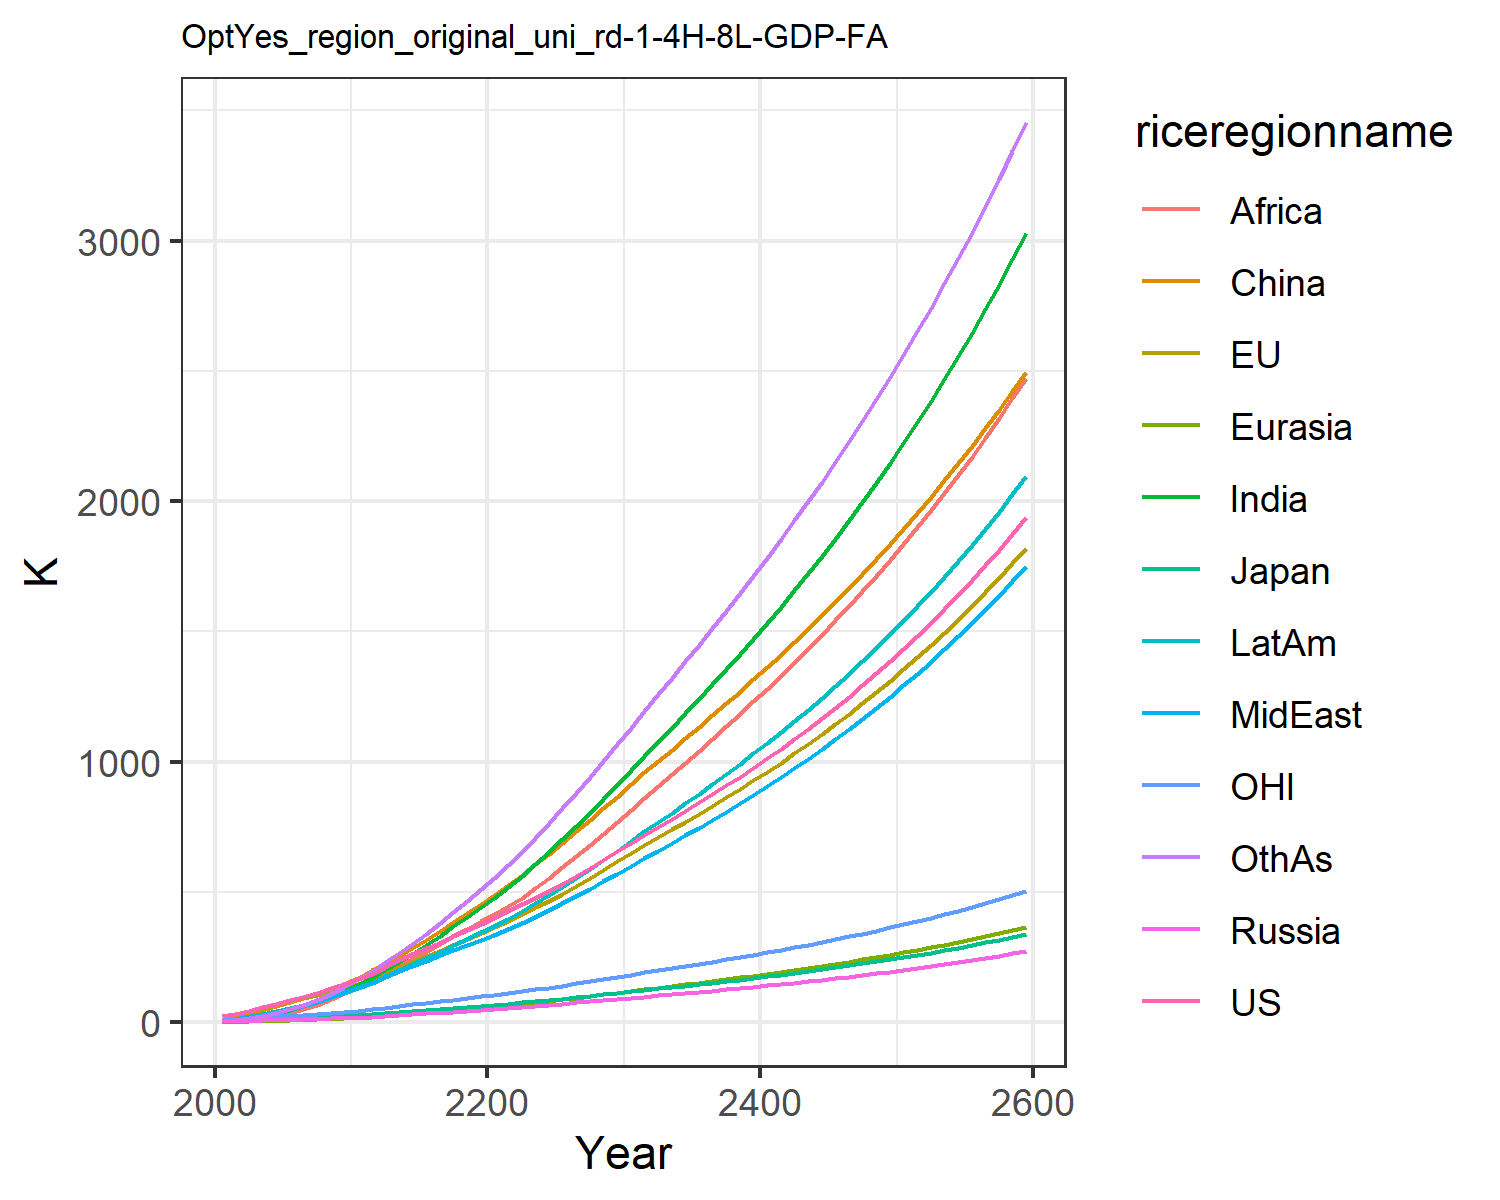 OptYes_region_original_uni_rd-1-4H-8L-GDP-FA
K
3000
2000
1000
0
2000 2200 2400 2600
Year
riceregionname
Africa
China
EU
Eurasia
India
Japan
LatAm
MidEast
OHI
OthAs
Russia
US